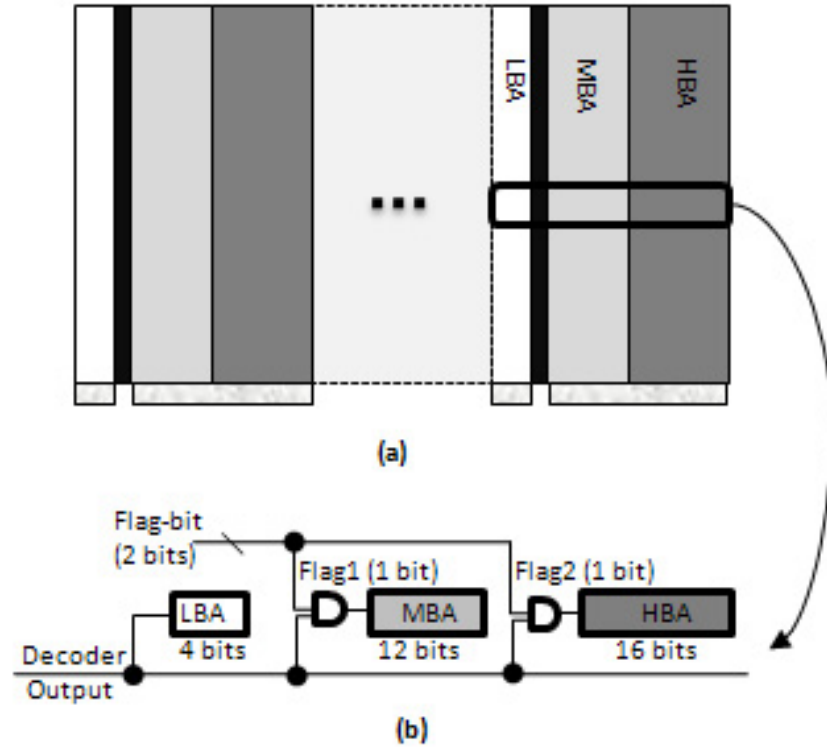 LBA
MBA
HBA
(a)
Flag-bit
(2 bits)
Flag1 (1 bit)
Flag2 (1 bit)
LBA
MBA
HBA
4 bits
12 bits
16 bits
Decoder
Output
(b)